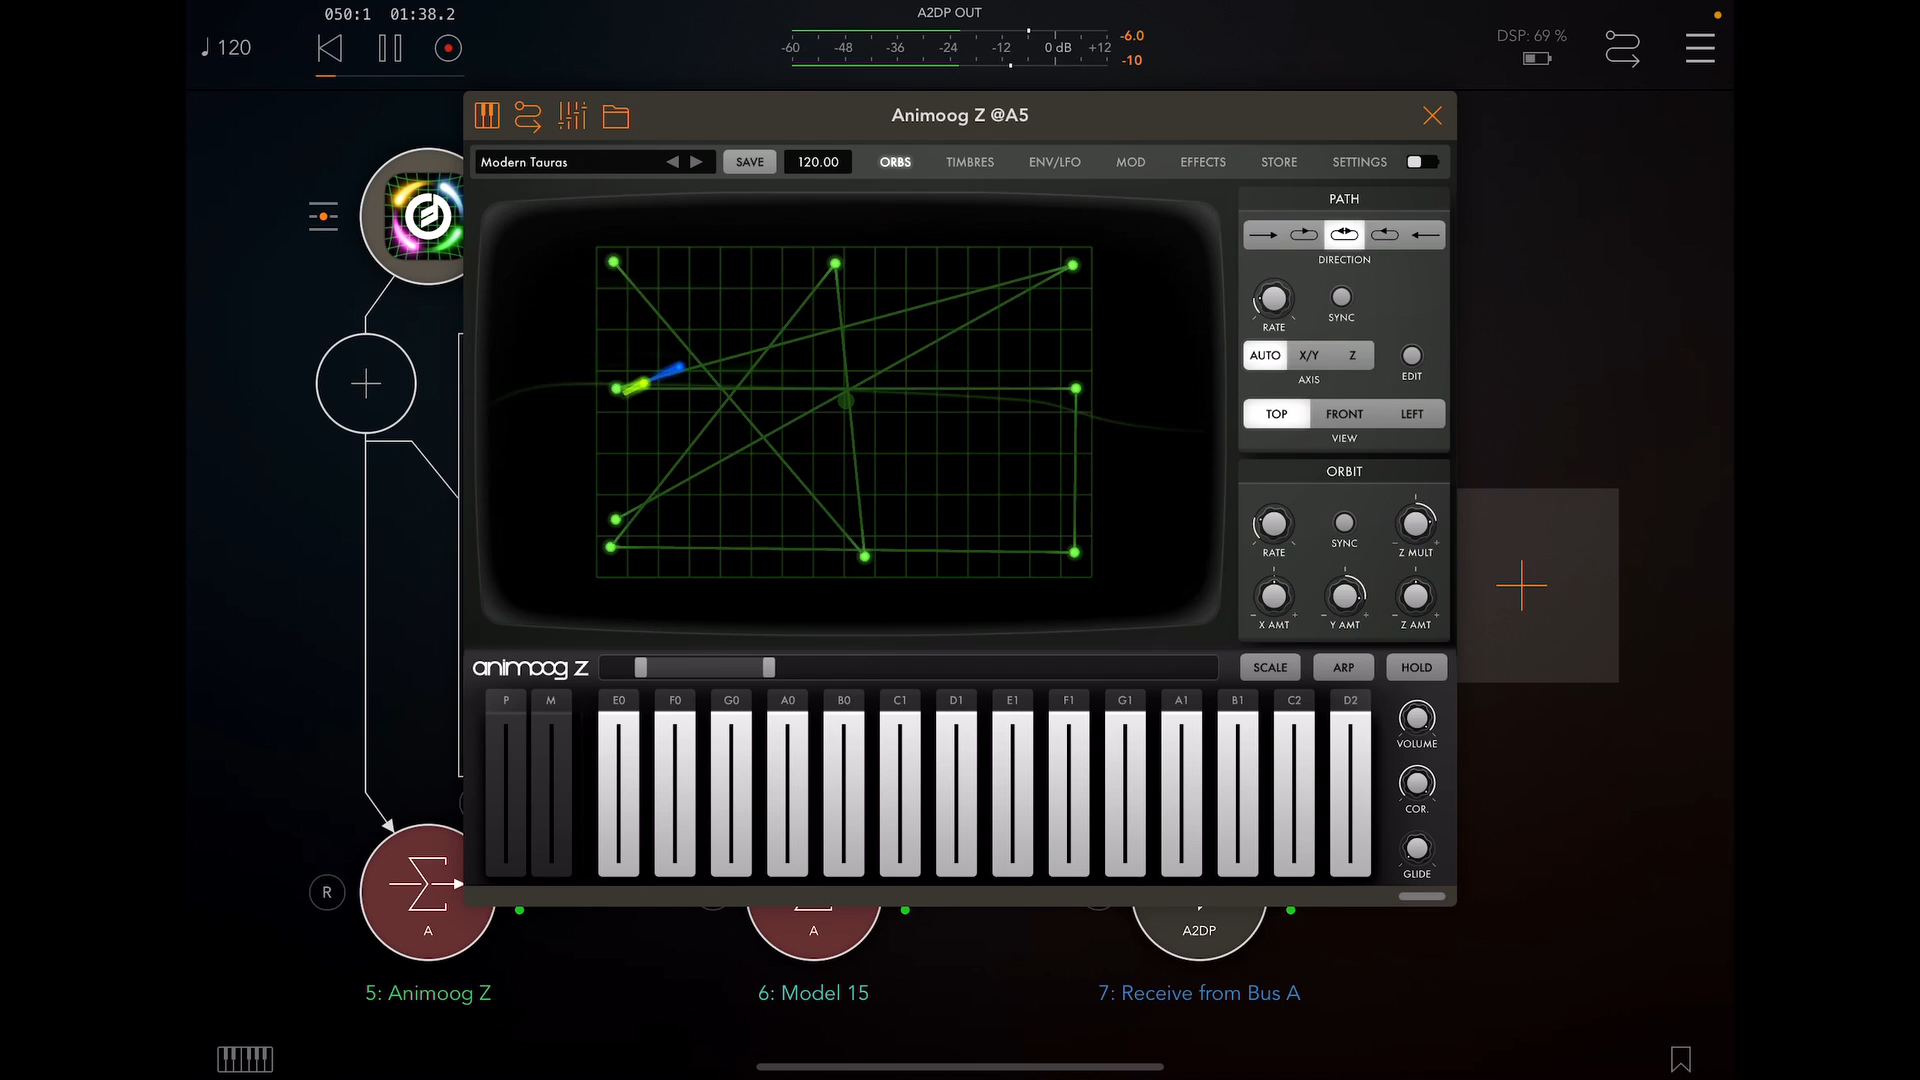 050:1 01:38.2
A2DP OUT
120
-60 -48 -36 -24 -12 0 dB +12
-6.0
-10
DSP: 69 %
Animoog Z @A5
Modern Tauras
SAVE
120.00
ORBS
TIMBRES
ENV/LFO
MOD
EFFECTS
STORE
SETTINGS
PATH
DIRECTION
RATE
SYNC
AUTO X/Y Z
AXIS
EDIT
TOP FRONT LEFT
VIEW
ORBIT
RATE
SYNC
Z MULT
X AMT
Y AMT
Z AMT
animoog Z
SCALE
ARP
HOLD
P M E0 F0 G0 A0 B0 C1 D1 E1 F1 G1 A1 B1 C2 D2
VOLUME
COR.
GLIDE
R
A
A
A2DP
5: Animoog Z
6: Model 15
7: Receive from Bus A